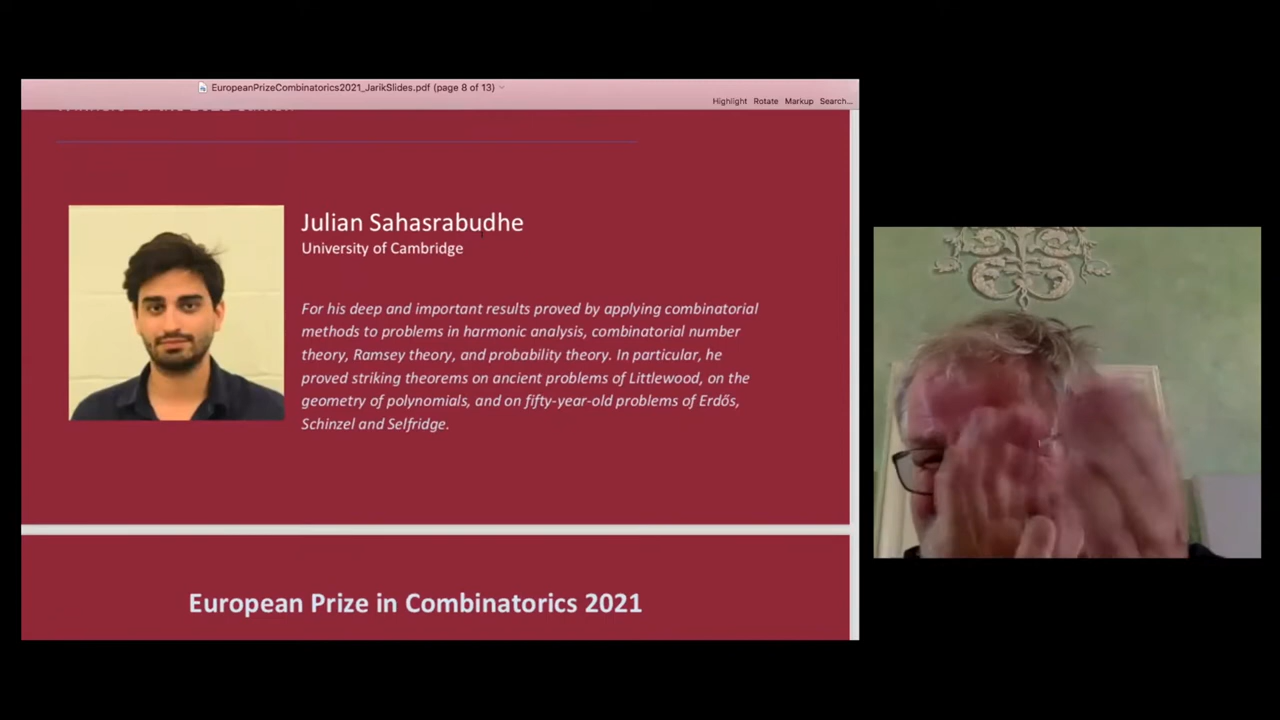 EuropeanPrizeCombinatorics2021_JarikSlides.pdf (page 8 of 13)
Highlight Rotate Markup Search...
Julian Sahasrabudhe
University of Cambridge
For his deep and important results proved by applying combinatorial
methods to problems in harmonic analysis, combinatorial number
theory, Ramsey theory, and probability theory. In particular, he
proved striking theorems on ancient problems of Littlewood, on the
geometry of polynomials, and on fifty-year-old problems of Erdős,
Schinzel and Selfridge.
European Prize in Combinatorics 2021